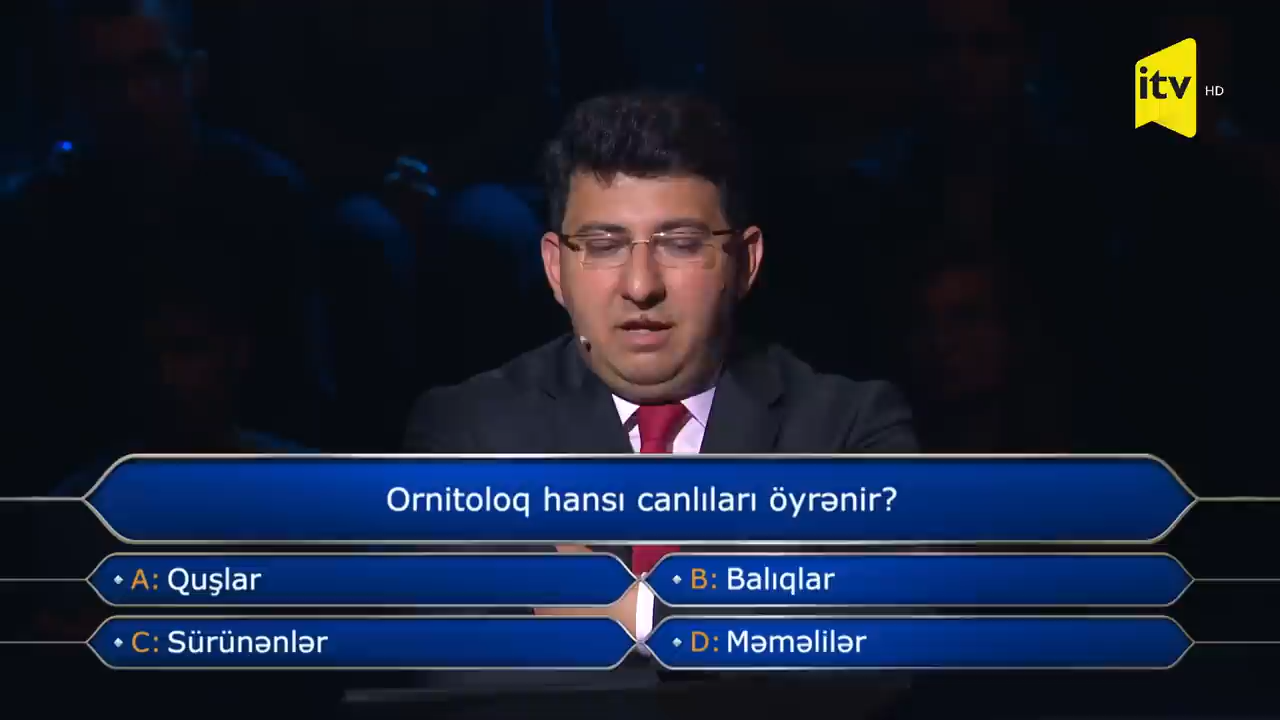 itv HD
Ornitoloq hansı canlıları öyrənir?
A: Quşlar
B: Balıqlar
C: Sürünənlər
D: Məməlilər